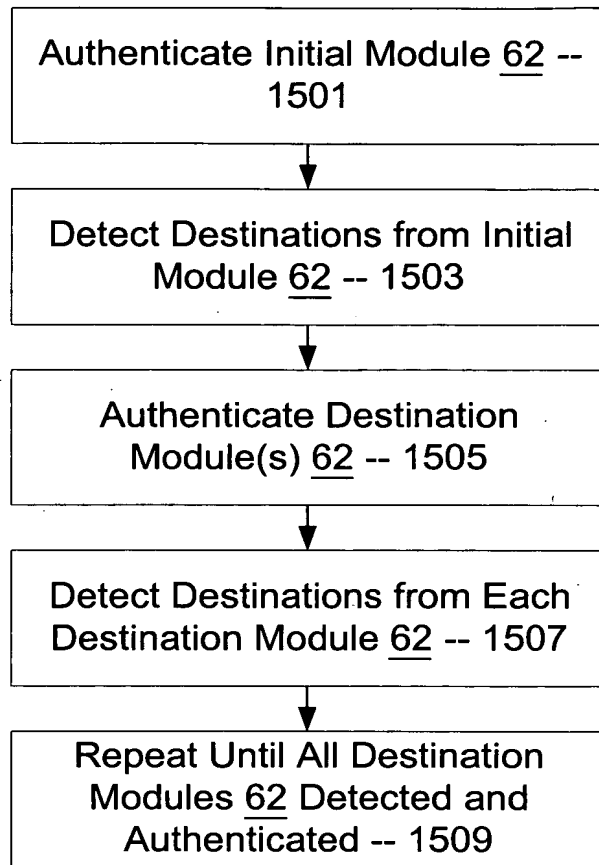 Authenticate Initial Module 62 --
1501
Detect Destinations from Initial
Module 62 -- 1503
Authenticate Destination
Module(s) 62 -- 1505
Detect Destinations from Each
Destination Module 62 -- 1507
Repeat Until All Destination
Modules 62 Detected and
Authenticated -- 1509